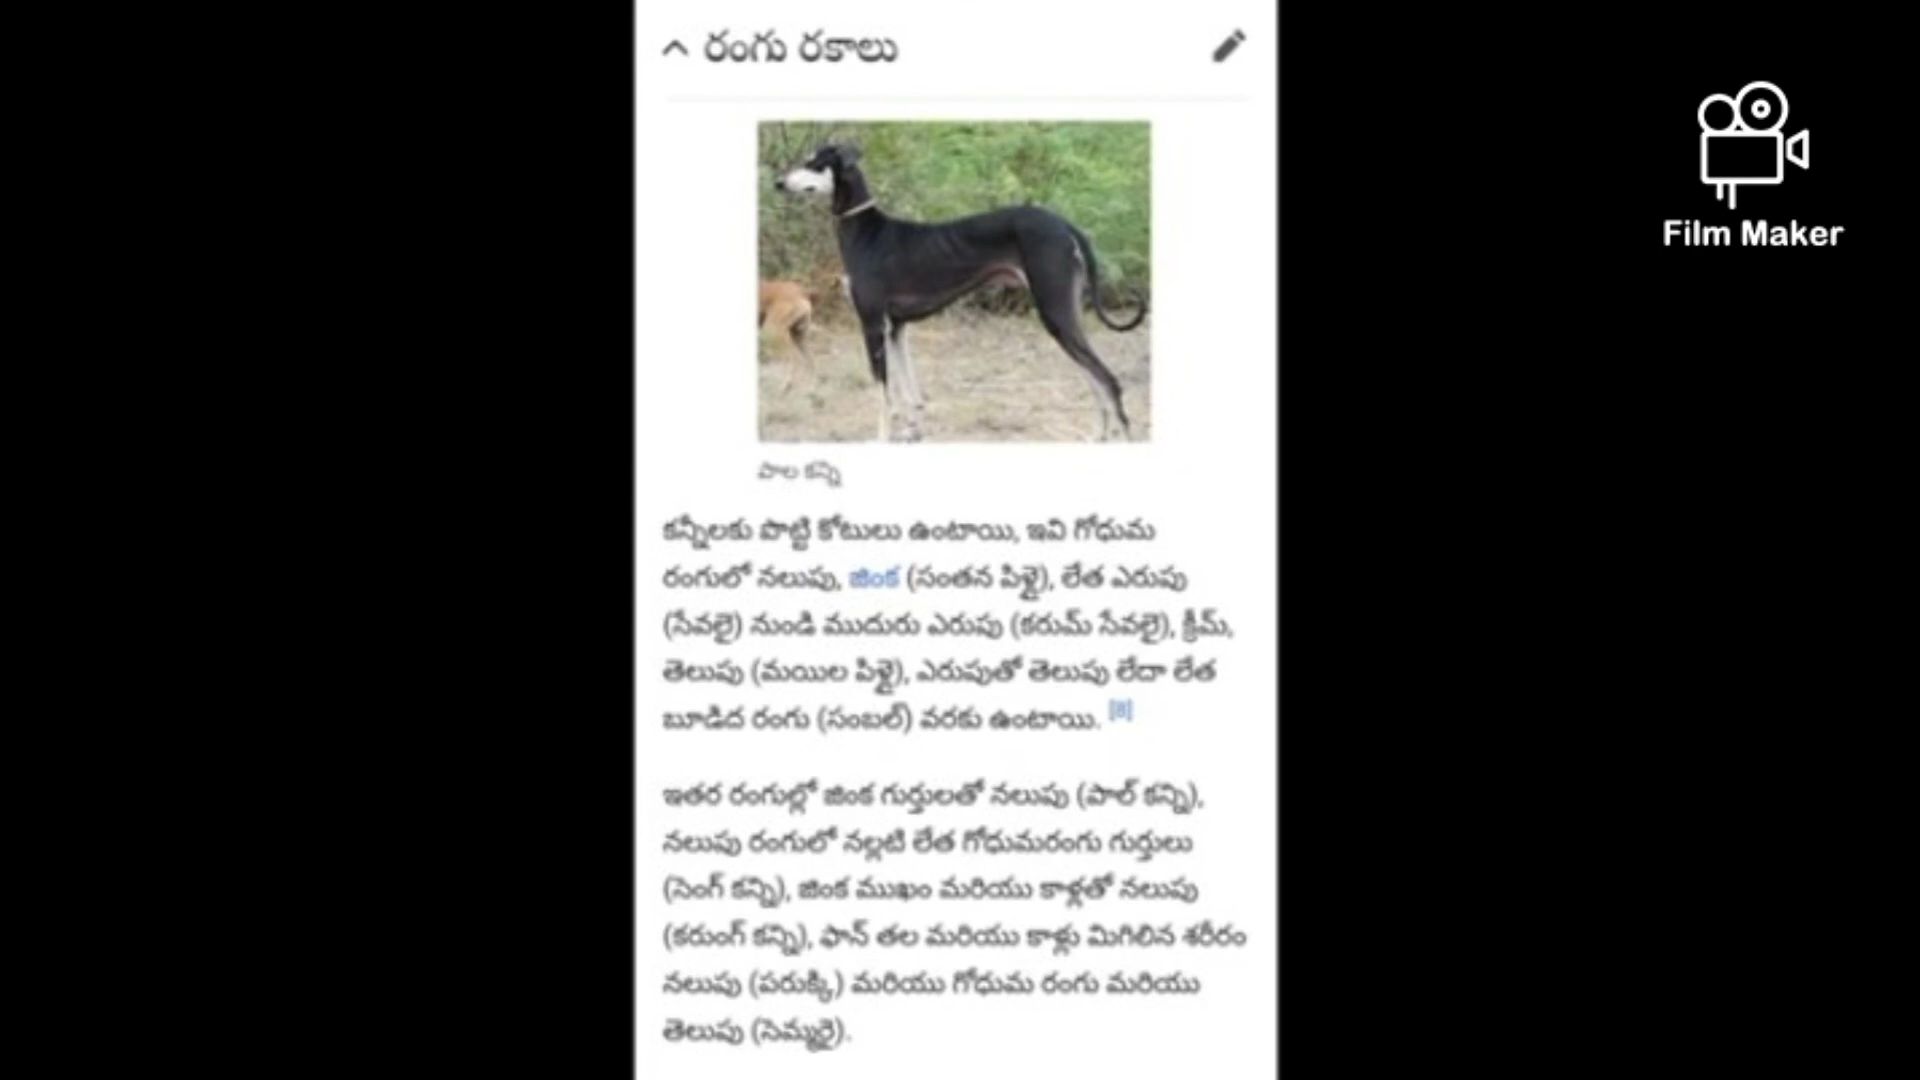 రంగు రకాలు
Film Maker
పాల కన్ని
కన్నీలకు పొట్టి కోటులు ఉంటాయి, ఇవి గోధుమ
రంగులో నలుపు, జింక (సంతన పిళ్లై), లేత ఎరుపు
(సేవలై) నుండి ముదురు ఎరుపు (కరుమ్ సేవలై), క్రీమ్,
తెలుపు (మయిల పిళ్లై), ఎరుపుతో తెలుపు లేదా లేత
బూడిద రంగు (సంబల్) వరకు ఉంటాయి. [8]
ఇతర రంగుల్లో జింక గుర్తులతో నలుపు (పాల్ కన్ని),
నలుపు రంగులో నల్లటి లేత గోధుమరంగు గుర్తులు
(సెంగ్ కన్ని), జింక ముఖం మరియు కాళ్లతో నలుపు
(కరుంగ్ కన్ని), ఫాన్ తల మరియు కాళ్లు మిగిలిన శరీరం
నలుపు (పరుక్కి) మరియు గోధుమ రంగు మరియు
తెలుపు (సెమ్మర్రై).